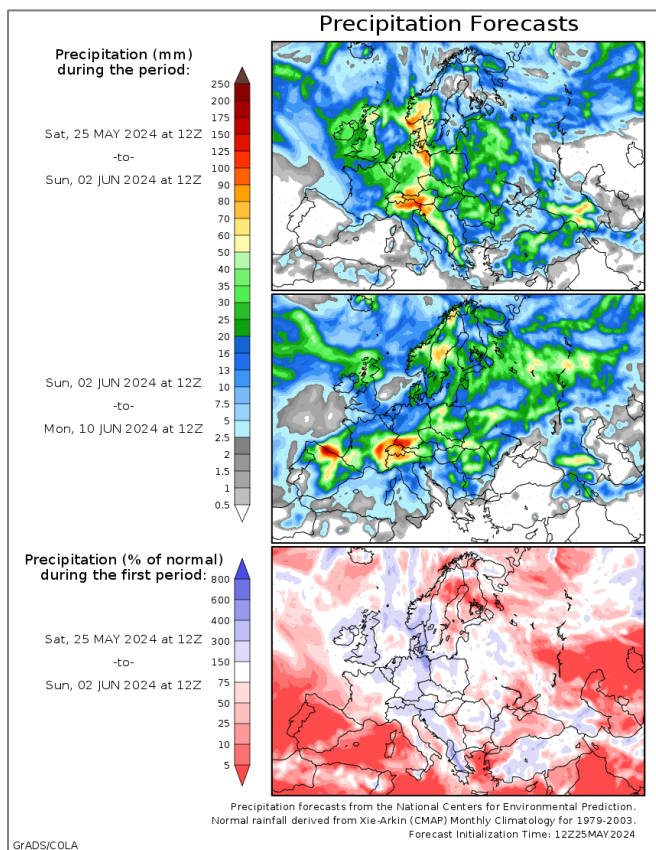 Precipitation Forecasts
Precipitation (mm)
during the period:
250
200
175
150
125
100
90
80
70
60
50
40
35
30
25
20
16
13
10
7.5
5
2.5
2
1.5
1
0.5
Sat, 25 MAY 2024 at 12Z
-to-
Sun, 02 JUN 2024 at 12Z
Sun, 02 JUN 2024 at 12Z
-to-
Mon, 10 JUN 2024 at 12Z
Precipitation (% of normal)
during the first period:
800
600
400
300
150
75
50
25
10
5
Sat, 25 MAY 2024 at 12Z
-to-
Sun, 02 JUN 2024 at 12Z
Precipitation forecasts from the National Centers for Environmental Prediction.
Normal rainfall derived from Xie-Arkin (CMAP) Monthly Climatology for 1979-2003.
Forecast Initialization Time: 12Z25MAY2024
GrADS/COLA